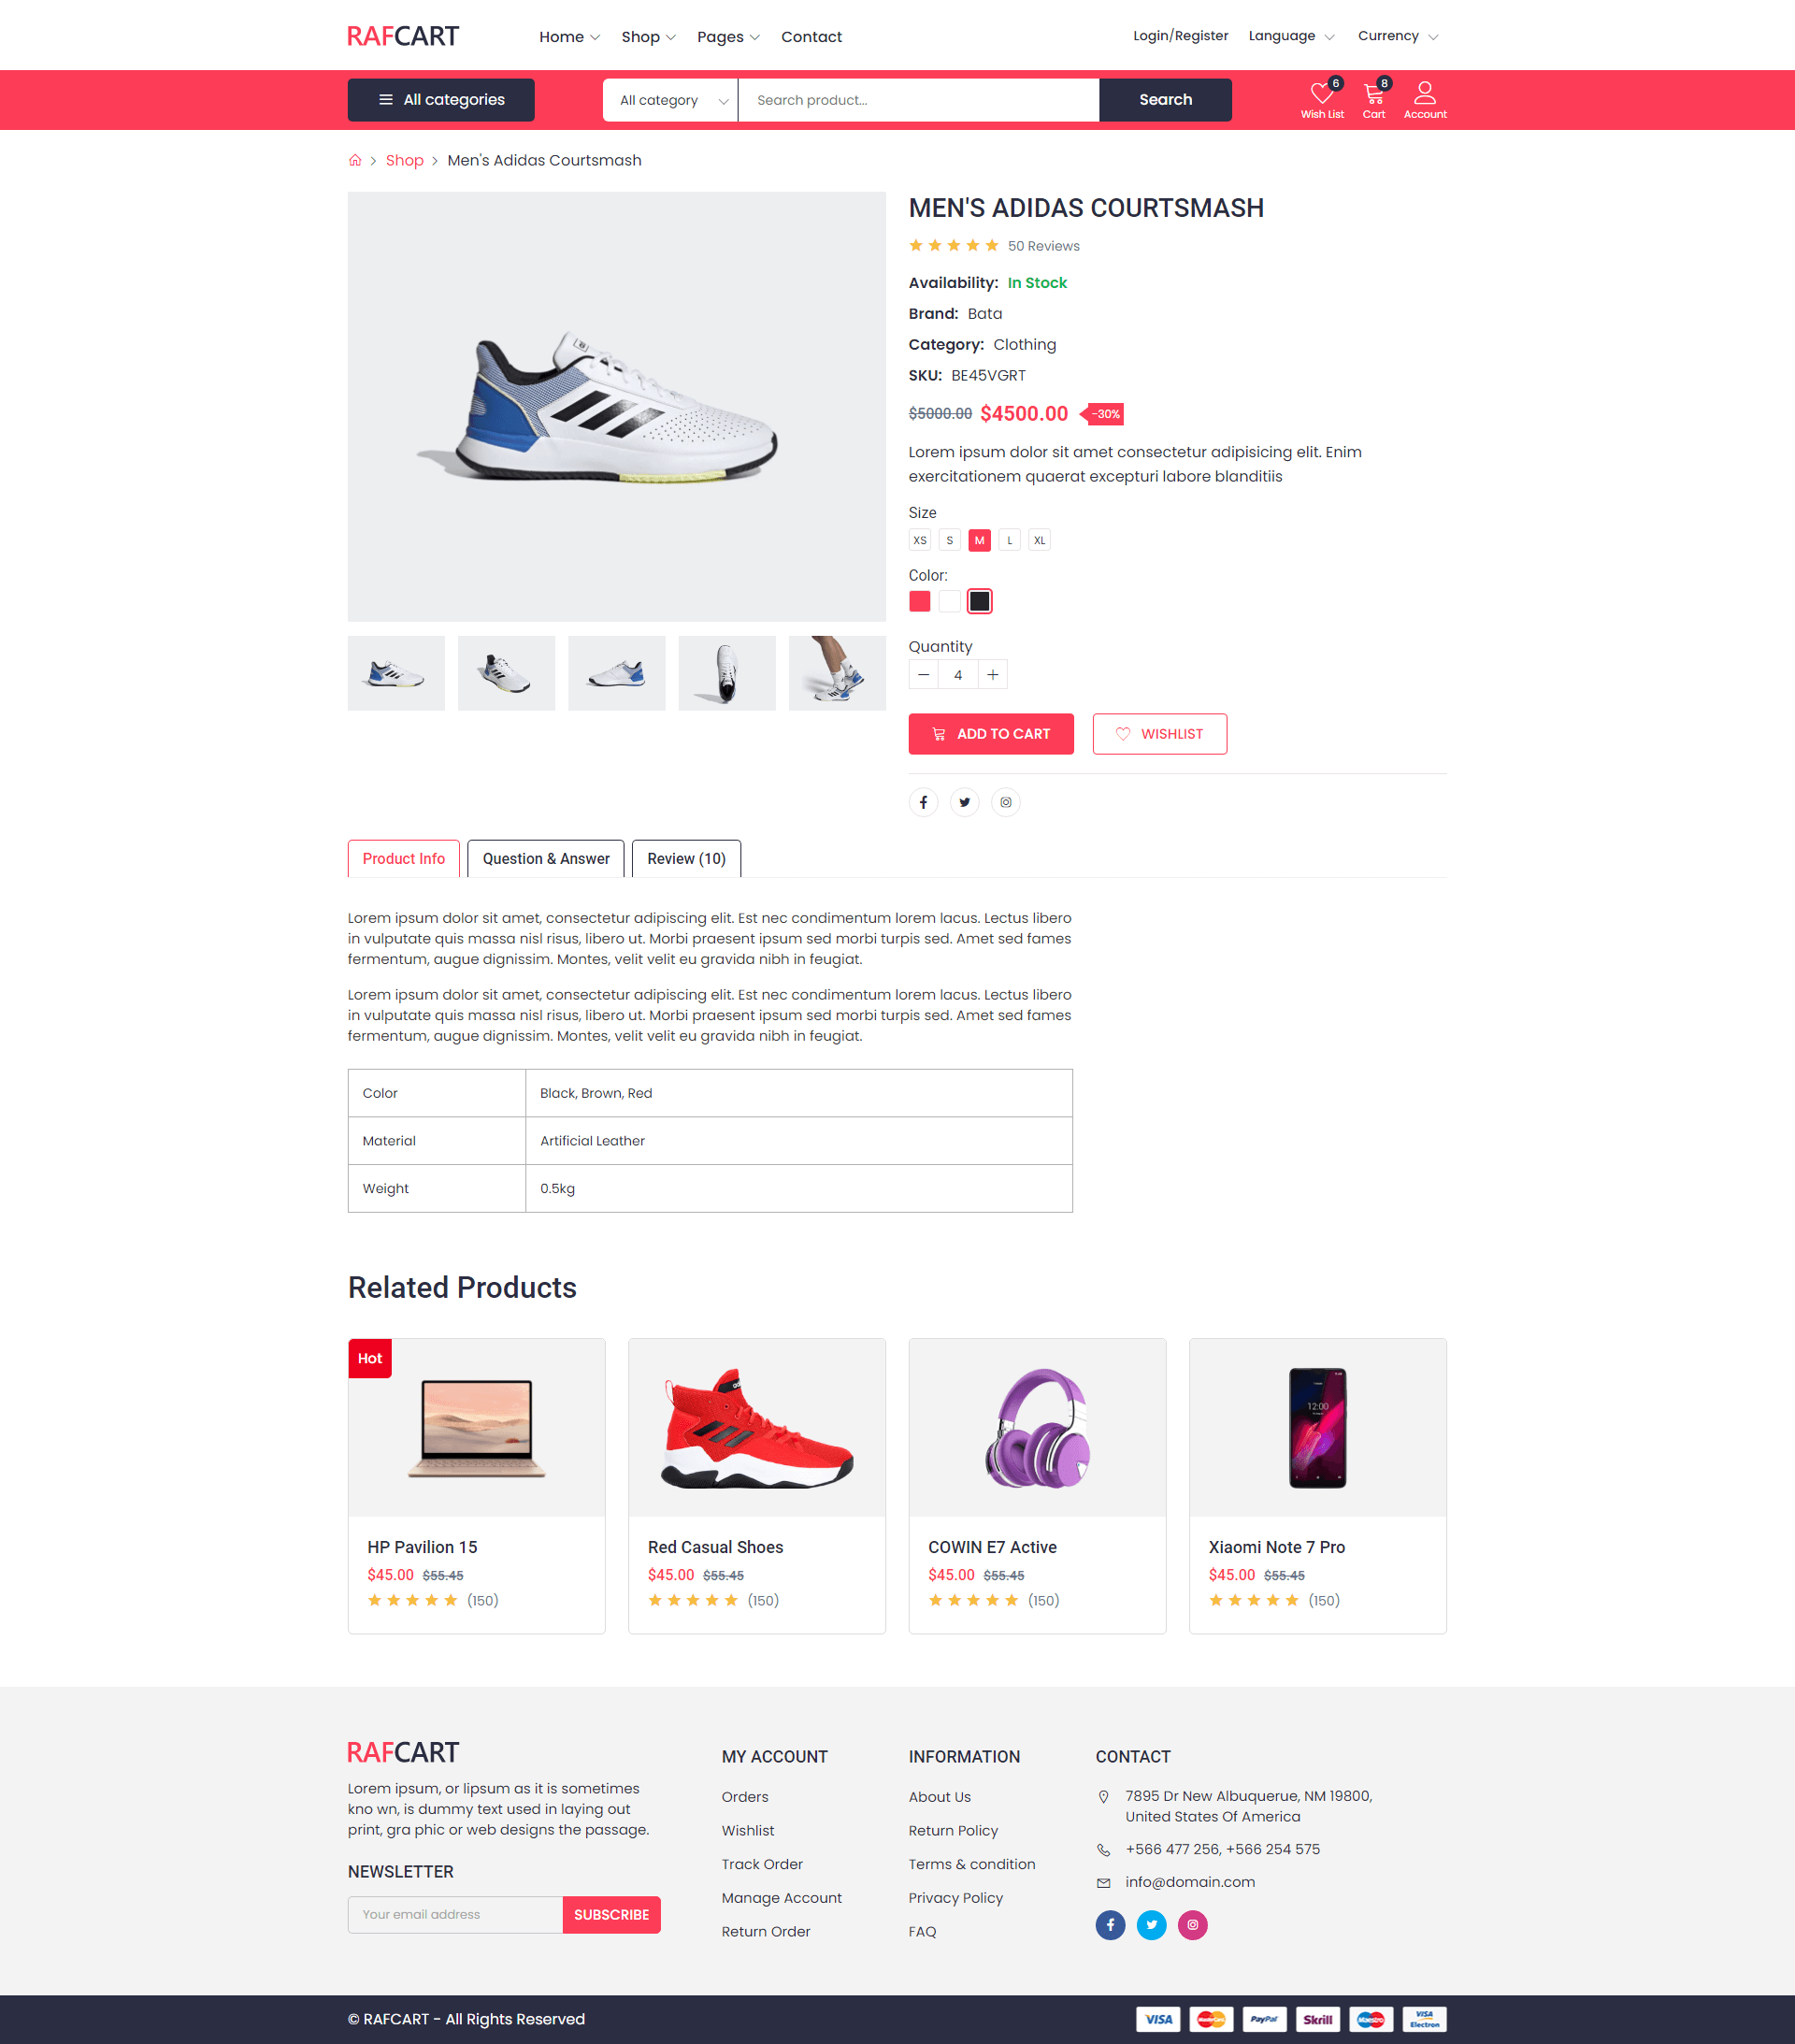 RAFCART
Home
Shop
Pages
Contact
Login/Register
Language
Currency
All categories
All category
Search product...
Search
6
Wish List
8
Cart
Account
Shop
Men's Adidas Courtsmash
MEN'S ADIDAS COURTSMASH
50 Reviews
Availability: In Stock
Brand: Bata
Category: Clothing
SKU: BE45VGRT
$5000.00 $4500.00 -30%
Lorem ipsum dolor sit amet consectetur adipisicing elit. Enim
exercitationem quaerat excepturi labore blanditiis
Size
XS S M L XL
Color:
Quantity
4
ADD TO CART
WISHLIST
Product Info
Question & Answer
Review (10)
Lorem ipsum dolor sit amet, consectetur adipiscing elit. Est nec condimentum lorem lacus. Lectus libero
in vulputate quis massa nisl risus, libero ut. Morbi praesent ipsum sed morbi turpis sed. Amet sed fames
fermentum, augue dignissim. Montes, velit velit eu gravida nibh in feugiat.
Lorem ipsum dolor sit amet, consectetur adipiscing elit. Est nec condimentum lorem lacus. Lectus libero
in vulputate quis massa nisl risus, libero ut. Morbi praesent ipsum sed morbi turpis sed. Amet sed fames
fermentum, augue dignissim. Montes, velit velit eu gravida nibh in feugiat.
Color Black, Brown, Red
Material Artificial Leather
Weight 0.5kg
Related Products
Hot
12:00
HP Pavilion 15
$45.00 $55.45
(150)
Red Casual Shoes
$45.00 $55.45
(150)
COWIN E7 Active
$45.00 $55.45
(150)
Xiaomi Note 7 Pro
$45.00 $55.45
(150)
RAFCART
Lorem ipsum, or lipsum as it is sometimes
kno wn, is dummy text used in laying out
print, gra phic or web designs the passage.
NEWSLETTER
Your email address
SUBSCRIBE
MY ACCOUNT
Orders
Wishlist
Track Order
Manage Account
Return Order
INFORMATION
About Us
Return Policy
Terms & condition
Privacy Policy
FAQ
CONTACT
7895 Dr New Albuquerue, NM 19800,
United States Of America
+566 477 256, +566 254 575
info@domain.com
© RAFCART - All Rights Reserved
VISA
MasterCard
PayPal
Skrill
Maestro
VISA
Electron